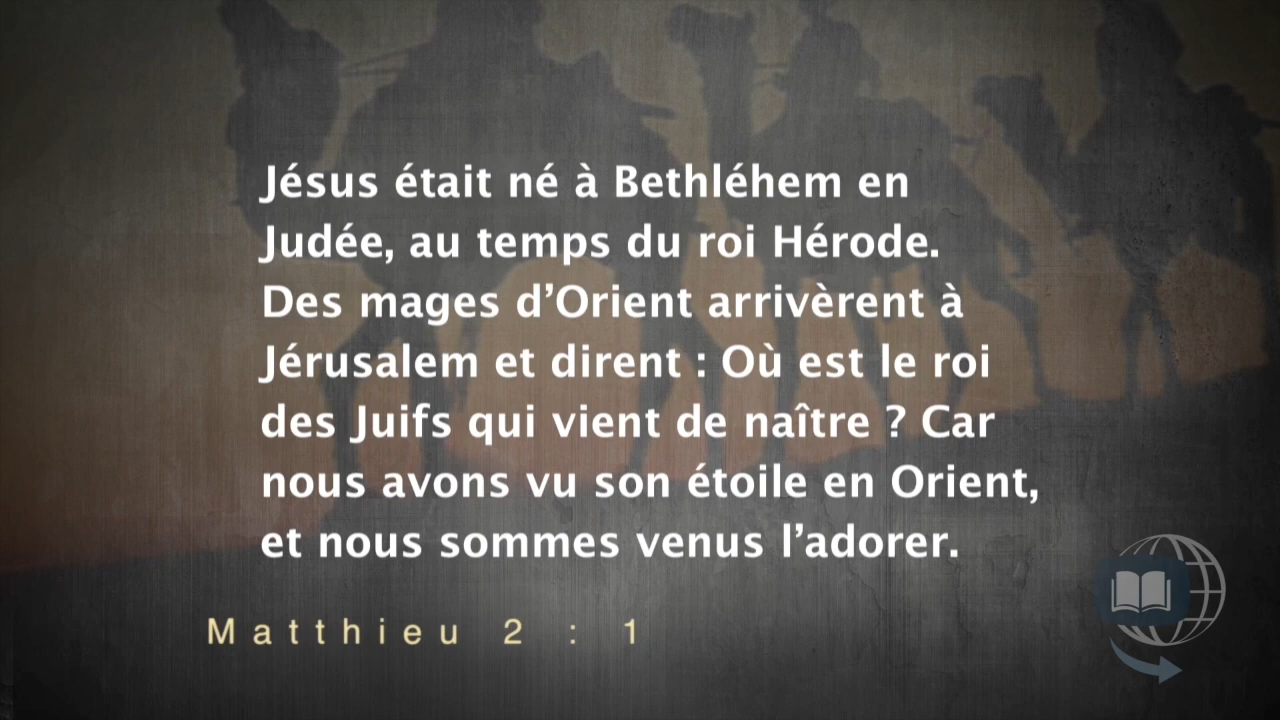 Jésus était né à Bethléhem en
Judée, au temps du roi Hérode.
Des mages d’Orient arrivèrent à
Jérusalem et dirent : Où est le roi
des Juifs qui vient de naître ? Car
nous avons vu son étoile en Orient,
et nous sommes venus l’adorer.
Matthieu 2 : 1